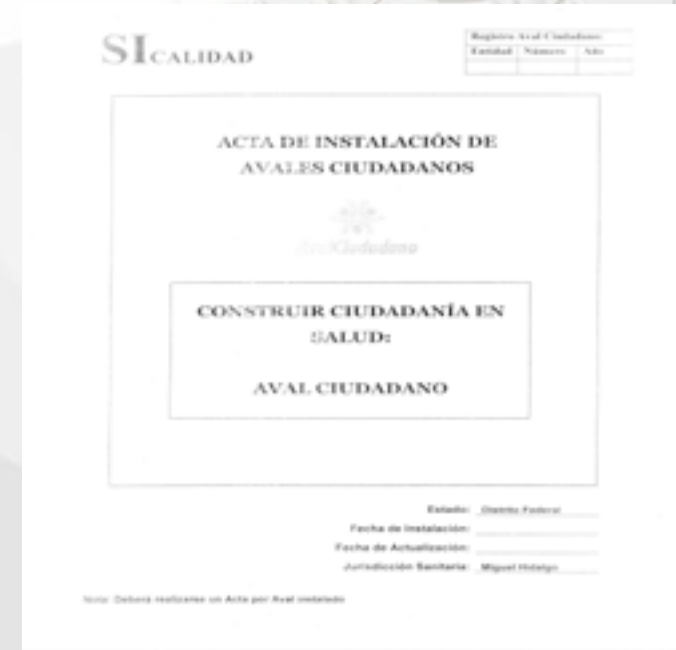 SICALIDAD
Registro Aval Ciudadano
Entidad Número Año
ACTA DE INSTALACIÓN DE
AVALES CIUDADANOS
Aval Ciudadano
CONSTRUIR CIUDADANÍA EN
SALUD:
AVAL CIUDADANO
Estado: Distrito Federal
Fecha de Instalación:
Fecha de Actualización:
Jurisdicción Sanitaria: Miguel Hidalgo
Nota: Deberá realizarse un Acta por Aval instalado